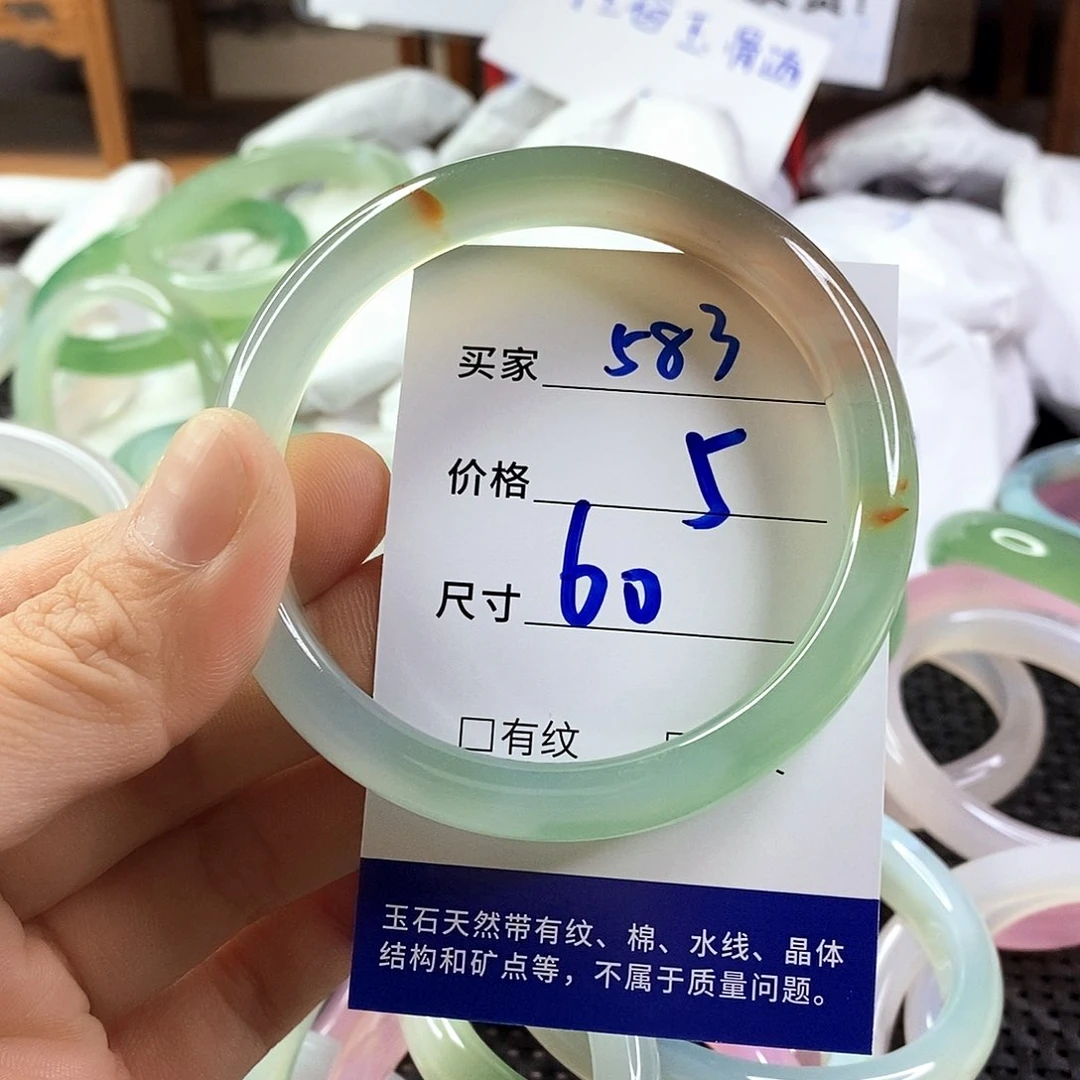 买家 583
价格 5
尺寸 60
□有纹
玉石天然带有纹、棉、水线、晶体
结构和矿点等，不属于质量问题。